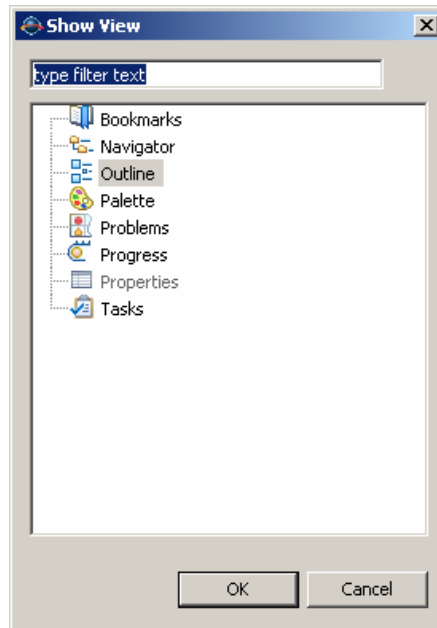 Show View
type filter text
Bookmarks
Navigator
Outline
Palette
Problems
Progress
Properties
Tasks
OK
Cancel